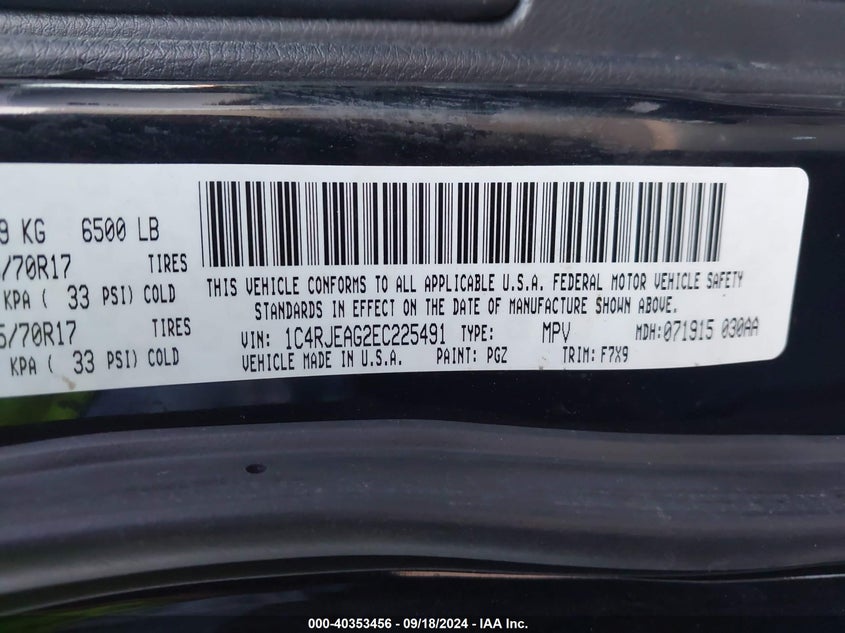 9 KG 6500 LB
/70R17 TIRES
KPA ( 33 PSI) COLD
5/70R17 TIRES
KPA ( 33 PSI) COLD
THIS VEHICLE CONFORMS TO ALL APPLICABLE U.S.A. FEDERAL MOTOR VEHICLE SAFETY
STANDARDS IN EFFECT ON THE DATE OF MANUFACTURE SHOWN ABOVE.
VIN: 1C4RJEAG2EC225491 TYPE: MPV MDH: 071915 030AA
VEHICLE MADE IN U.S.A. PAINT: PGZ TRIM: F7X9
000-40353456 - 09/18/2024 - IAA Inc.